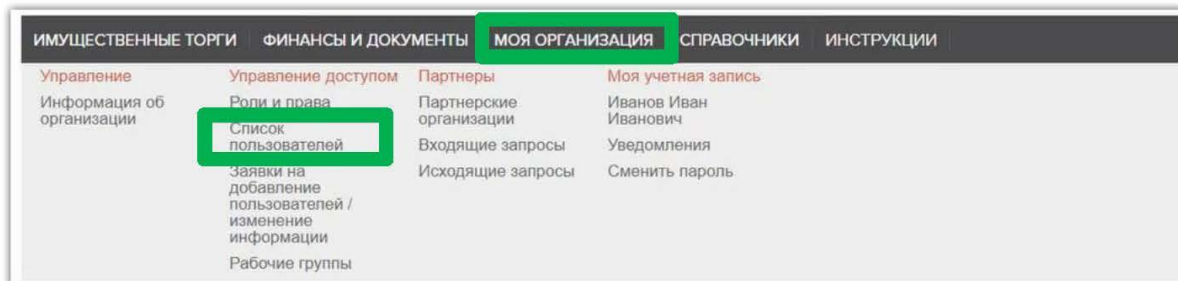 ИМУЩЕСТВЕННЫЕ ТОРГИ ФИНАНСЫ И ДОКУМЕНТЫ МОЯ ОРГАНИЗАЦИЯ СПРАВОЧНИКИ ИНСТРУКЦИИ
Управление
Информация об
организации
Управление доступом
Роли и права
Список
пользователей
Заявки на
добавление
пользователей /
изменение
информации
Рабочие группы
Партнеры
Партнерские
организации
Входящие запросы
Исходящие запросы
Моя учетная запись
Иванов Иван
Иванович
Уведомления
Сменить пароль